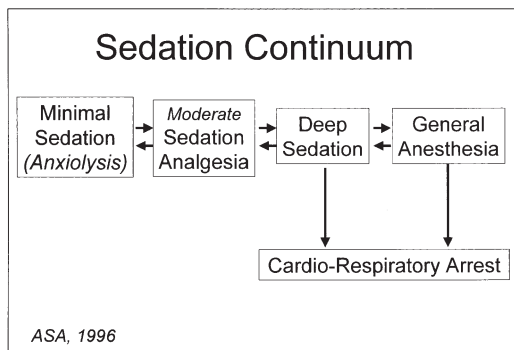 Sedation Continuum
Minimal
Sedation
(Anxiolysis)
Moderate
Sedation
Analgesia
Deep
Sedation
General
Anesthesia
Cardio-Respiratory Arrest
ASA, 1996